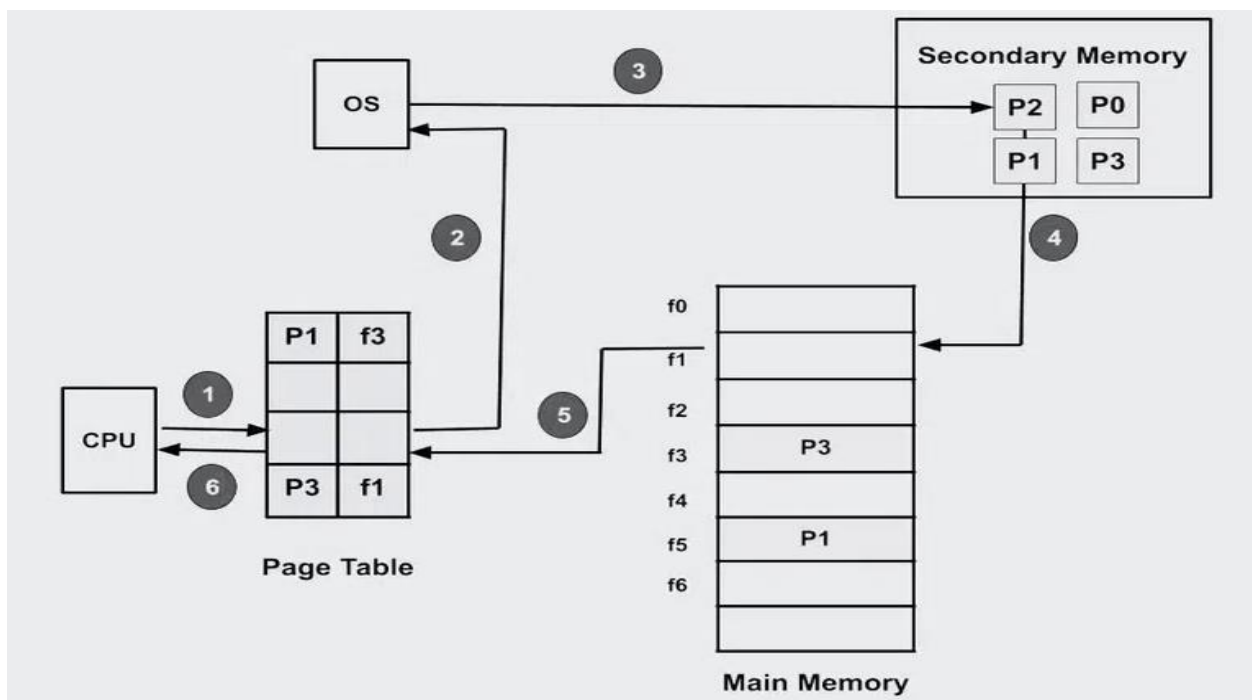 Secondary Memory
3
OS
P2 P0
P1 P3
2
4
f0
P1 f3
f1
1
5
f2
CPU
P3
f3
6
P3 f1
f4
P1
f5
Page Table
f6
Main Memory